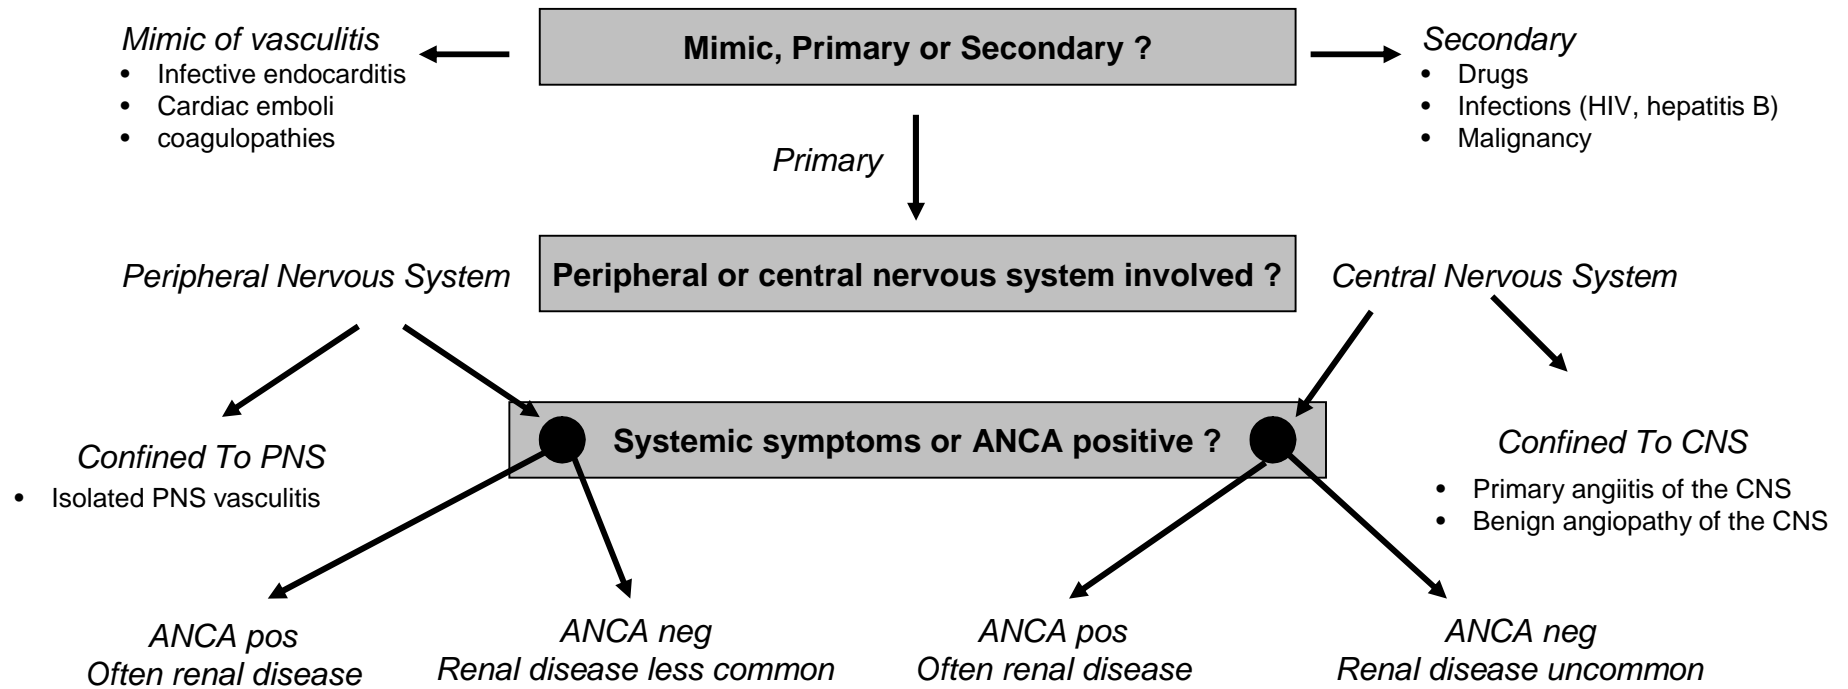 Mimic of vasculitis
• Infective endocarditis
• Cardiac emboli
• coagulopathies
Mimic, Primary or Secondary ?
Secondary
• Drugs
• Infections (HIV, hepatitis B)
• Malignancy
Primary
Peripheral Nervous System
Peripheral or central nervous system involved ?
Central Nervous System
Confined To PNS
• Isolated PNS vasculitis
Systemic symptoms or ANCA positive ?
Confined To CNS
• Primary angiitis of the CNS
• Benign angiopathy of the CNS
ANCA pos
Often renal disease
ANCA neg
Renal disease less common
ANCA pos
Often renal disease
ANCA neg
Renal disease uncommon